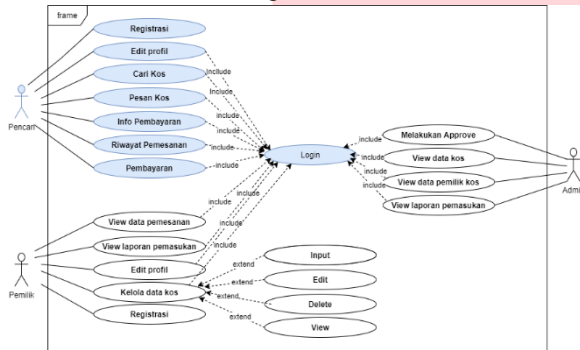 frame
Registrasi
Edit profil
Cari Kos
Pesan Kos
Info Pembayaran
Riwayat Pemesanan
Pembayaran
Pencari
include
include
include
include
include
include
Login
Melakukan Approve
View data kos
View data pemilik kos
View laporan pemasukan
include
include
include
include
Admin
View data pemesanan
View laporan pemasukan
Edit profil
Kelola data kos
Registrasi
Pemilik
include
include
include
include
Input
Edit
Delete
View
extend
extend
extend
extend